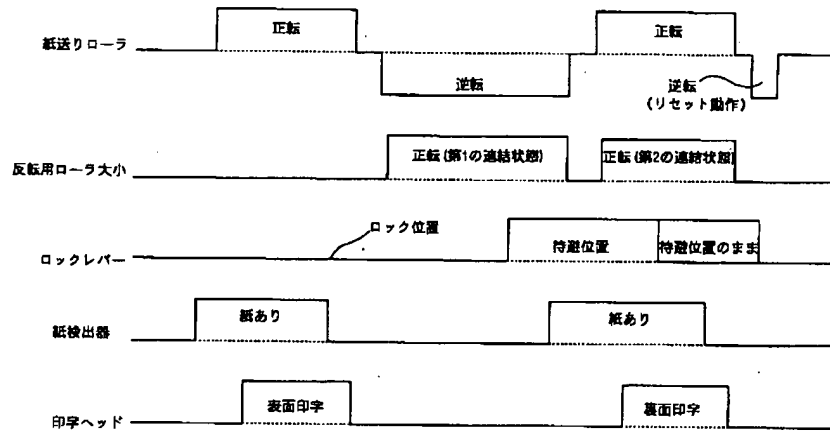 紙送りローラ
正転
逆転
正転
逆転
(リセット動作)
反転用ローラ大小
正転(第1の連結状態)
正転(第2の連結状態)
ロックレバー
ロック位置
待避位置
待避位置のまま
紙検出器
紙あり
紙あり
印字ヘッド
表面印字
裏面印字